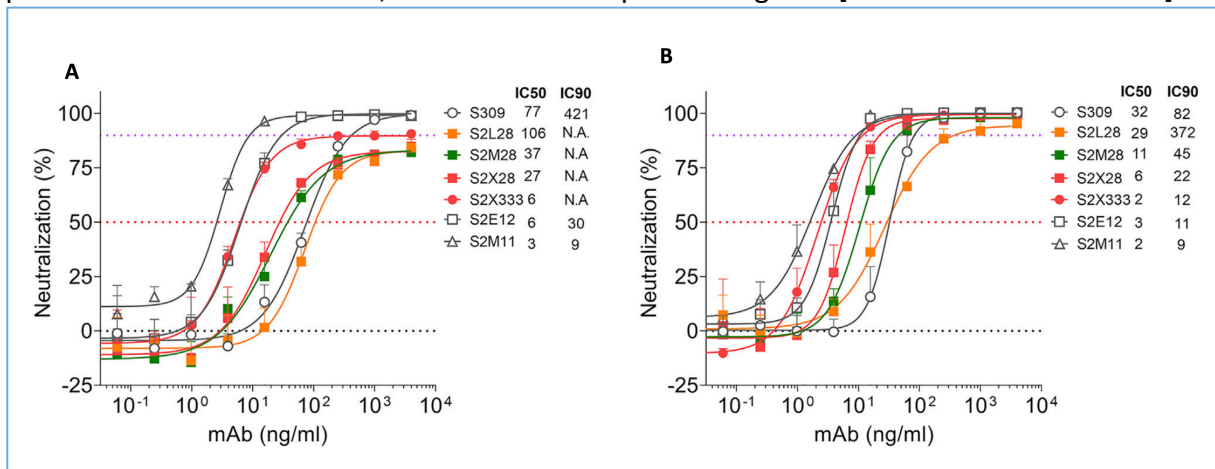 A
IC50 IC90
S309 77 421
S2L28 106 N.A.
S2M28 37 N.A
S2X28 27 N.A
S2X333 6 N.A
S2E12 6 30
S2M11 3 9
Neutralization (%)
100
75
50
25
0
-25
10-1 100 101 102 103 104
mAb (ng/ml)
B
IC50 IC90
S309 32 82
S2L28 29 372
S2M28 11 45
S2X28 6 22
S2X333 2 12
S2E12 3 11
S2M11 2 9
Neutralization (%)
100
75
50
25
0
-25
10-1 100 101 102 103 104
mAb (ng/ml)